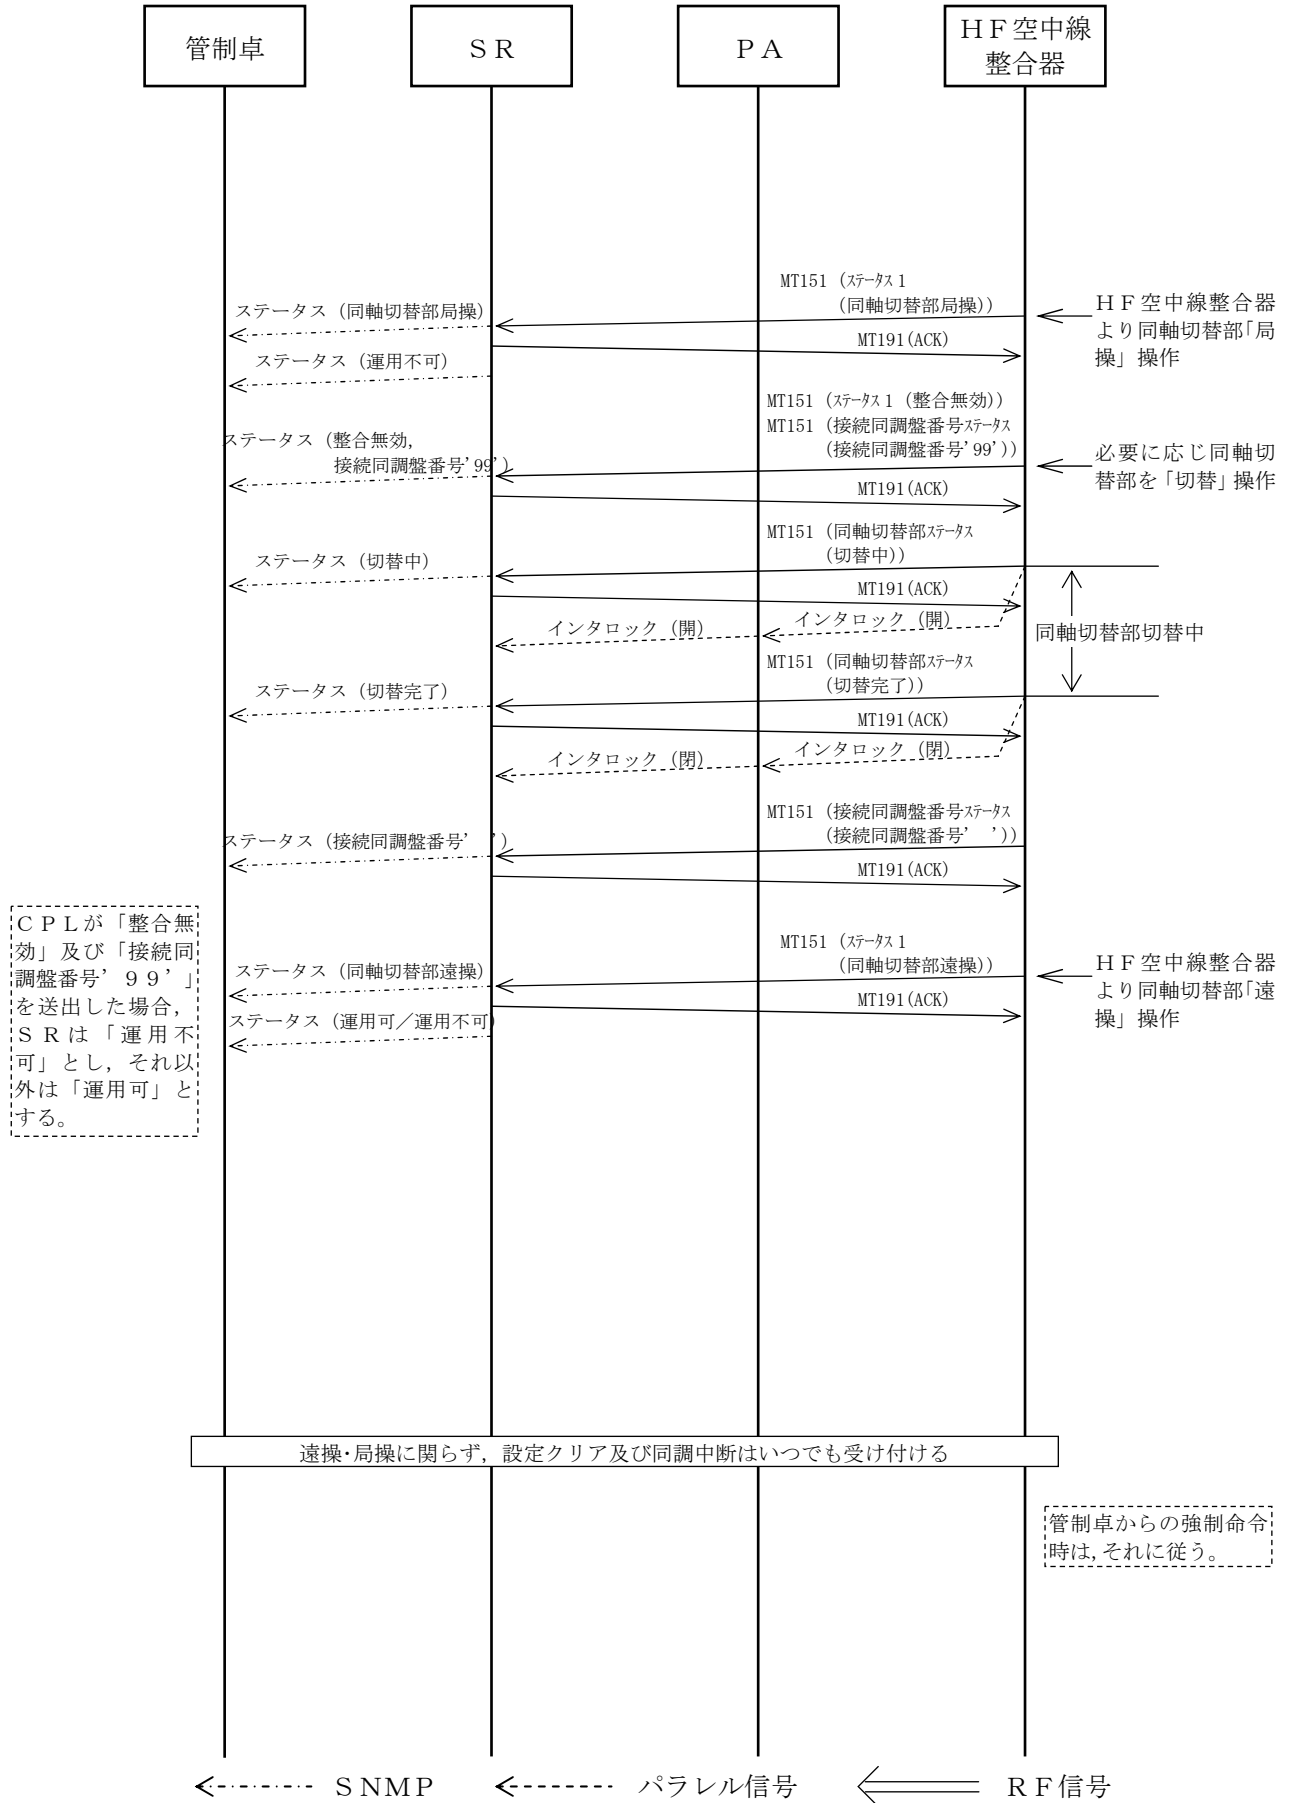 管制卓
ＳＲ
ＰＡ
ＨＦ空中線
整合器
MT151（ｽﾃｰﾀｽ1
（同軸切替部局操））
ステータス（同軸切替部局操）
ＨＦ空中線整合器
より同軸切替部「局
操」操作
MT191(ACK)
ステータス（運用不可）
MT151（ｽﾃｰﾀｽ1（整合無効））
MT151（接続同調盤番号ｽﾃｰﾀｽ
（接続同調盤番号’99’））
ステータス（整合無効，
接続同調盤番号’99’）
必要に応じ同軸切
替部を「切替」操作
MT191(ACK)
MT151（同軸切替部ｽﾃｰﾀｽ
（切替中））
ステータス（切替中）
MT191(ACK)
インタロック（開）
インタロック（開）
同軸切替部切替中
MT151（同軸切替部ｽﾃｰﾀｽ
（切替完了））
ステータス（切替完了）
MT191(ACK)
インタロック（閉）
インタロック（閉）
MT151（接続同調盤番号ｽﾃｰﾀｽ
（接続同調盤番号’　’））
ステータス（接続同調盤番号’　’）
MT191(ACK)
ＣＰＬが「整合無
効」及び「接続同
調盤番号’９９’」
を送出した場合，
ＳＲは「運用不
可」とし，それ以
外は「運用可」と
する。
MT151（ｽﾃｰﾀｽ1
（同軸切替部遠操））
ステータス（同軸切替部遠操）
ＨＦ空中線整合器
より同軸切替部「遠
操」操作
MT191(ACK)
ステータス（運用可／運用不可）
遠操・局操に関らず，設定クリア及び同調中断はいつでも受け付ける
管制卓からの強制命令
時は，それに従う。
ＳＮＭＰ
パラレル信号
ＲＦ信号